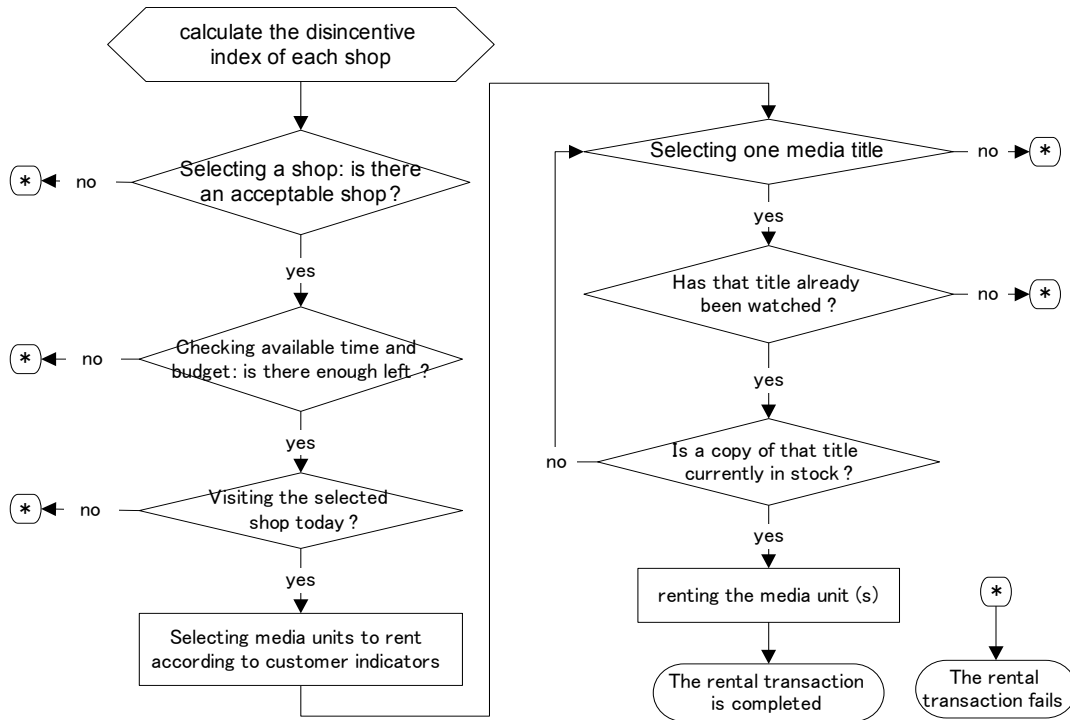 calculate the disincentive
index of each shop
Selecting a shop: is there
an acceptable shop?
* no
yes
Checking available time and
budget: is there enough left ?
* no
yes
Visiting the selected
shop today?
* no
yes
Selecting media units to rent
according to customer indicators
Selecting one media title
no *
yes
Has that title already
been watched ?
no *
yes
Is a copy of that title
currently in stock ?
no
yes
renting the media unit (s)
The rental transaction
is completed
*
The rental
transaction fails